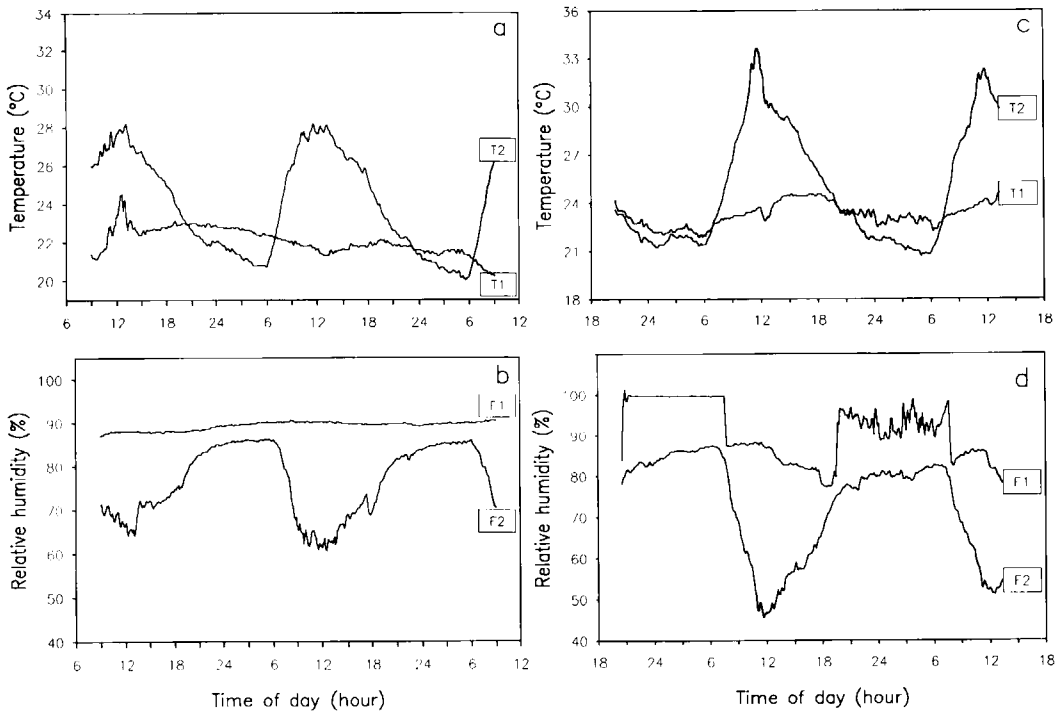 a
Temperature (°C)
34
32
30
28
26
24
22
20
T2
T1
6 12 18 24 6 12 18 24 6 12
c
Temperature (°C)
36
33
30
27
24
21
18
T2
T1
18 24 6 12 18 24 6 12 18
b
Relative humidity (%)
100
90
80
70
60
50
40
F1
F2
6 12 18 24 6 12 18 24 6 12
Time of day (hour)
d
Relative humidity (%)
100
90
80
70
60
50
40
F1
F2
18 24 6 12 18 24 6 12 18
Time of day (hour)